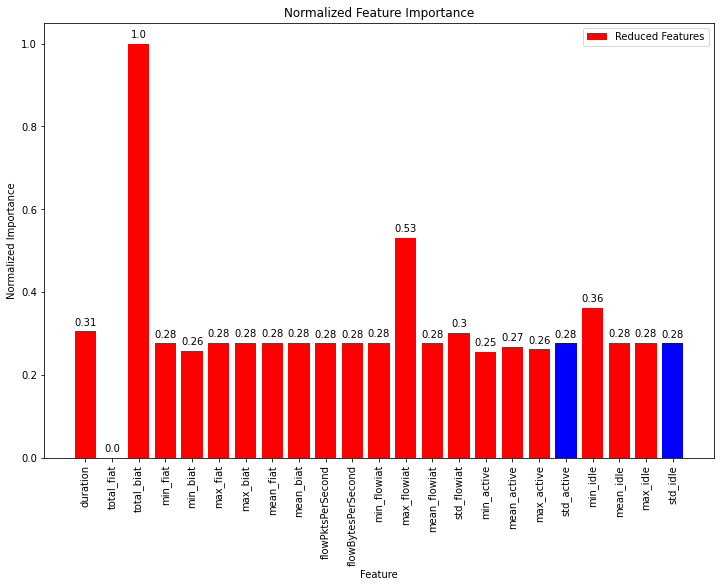 Normalized Feature Importance
Reduced Features
Normalized Importance
1.0
0.8
0.6
0.4
0.2
0.0
0.31
0.0
1.0
0.28
0.26
0.28
0.28
0.28
0.28
0.28
0.28
0.28
0.53
0.28
0.3
0.25
0.27
0.26
0.28
0.36
0.28
0.28
0.28
duration
total_fiat
total_biat
min_fiat
min_biat
max_fiat
max_biat
mean_fiat
mean_biat
flowPktsPerSecond
flowBytesPerSecond
min_flowiat
max_flowiat
mean_flowiat
std_flowiat
min_active
mean_active
max_active
std_active
min_idle
mean_idle
max_idle
std_idle
Feature